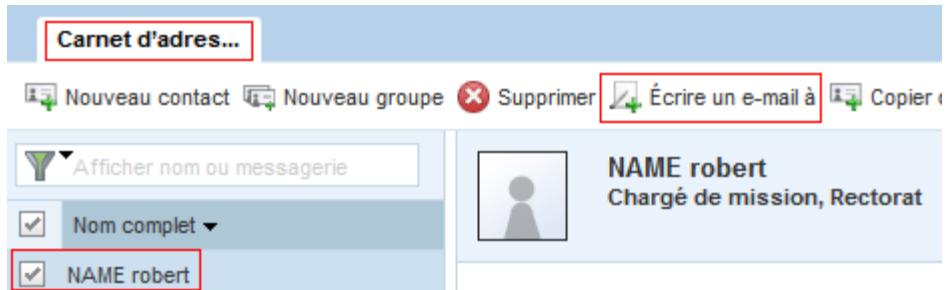 Carnet d'adres...
Nouveau contact Nouveau groupe Supprimer Écrire un e-mail à Copier
Afficher nom ou messagerie
NAME robert
Chargé de mission, Rectorat
Nom complet
NAME robert